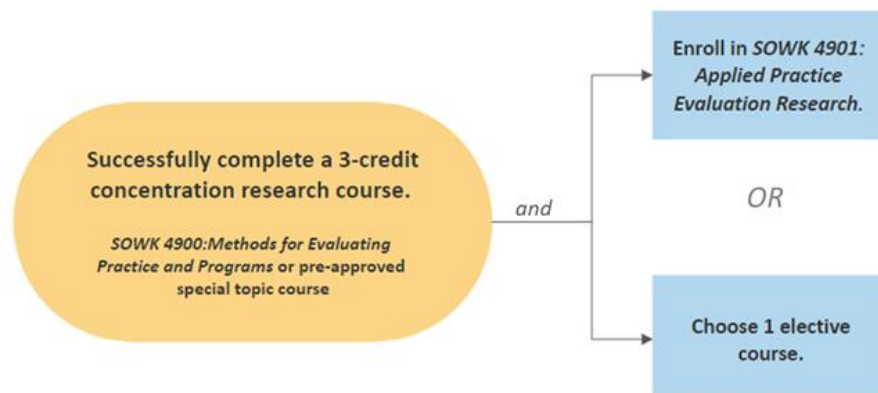 Successfully complete a 3-credit
concentration research course.
SOWK 4900:Methods for Evaluating
Practice and Programs or pre-approved
special topic course
and
Enroll in SOWK 4901:
Applied Practice
Evaluation Research.
OR
Choose 1 elective
course.